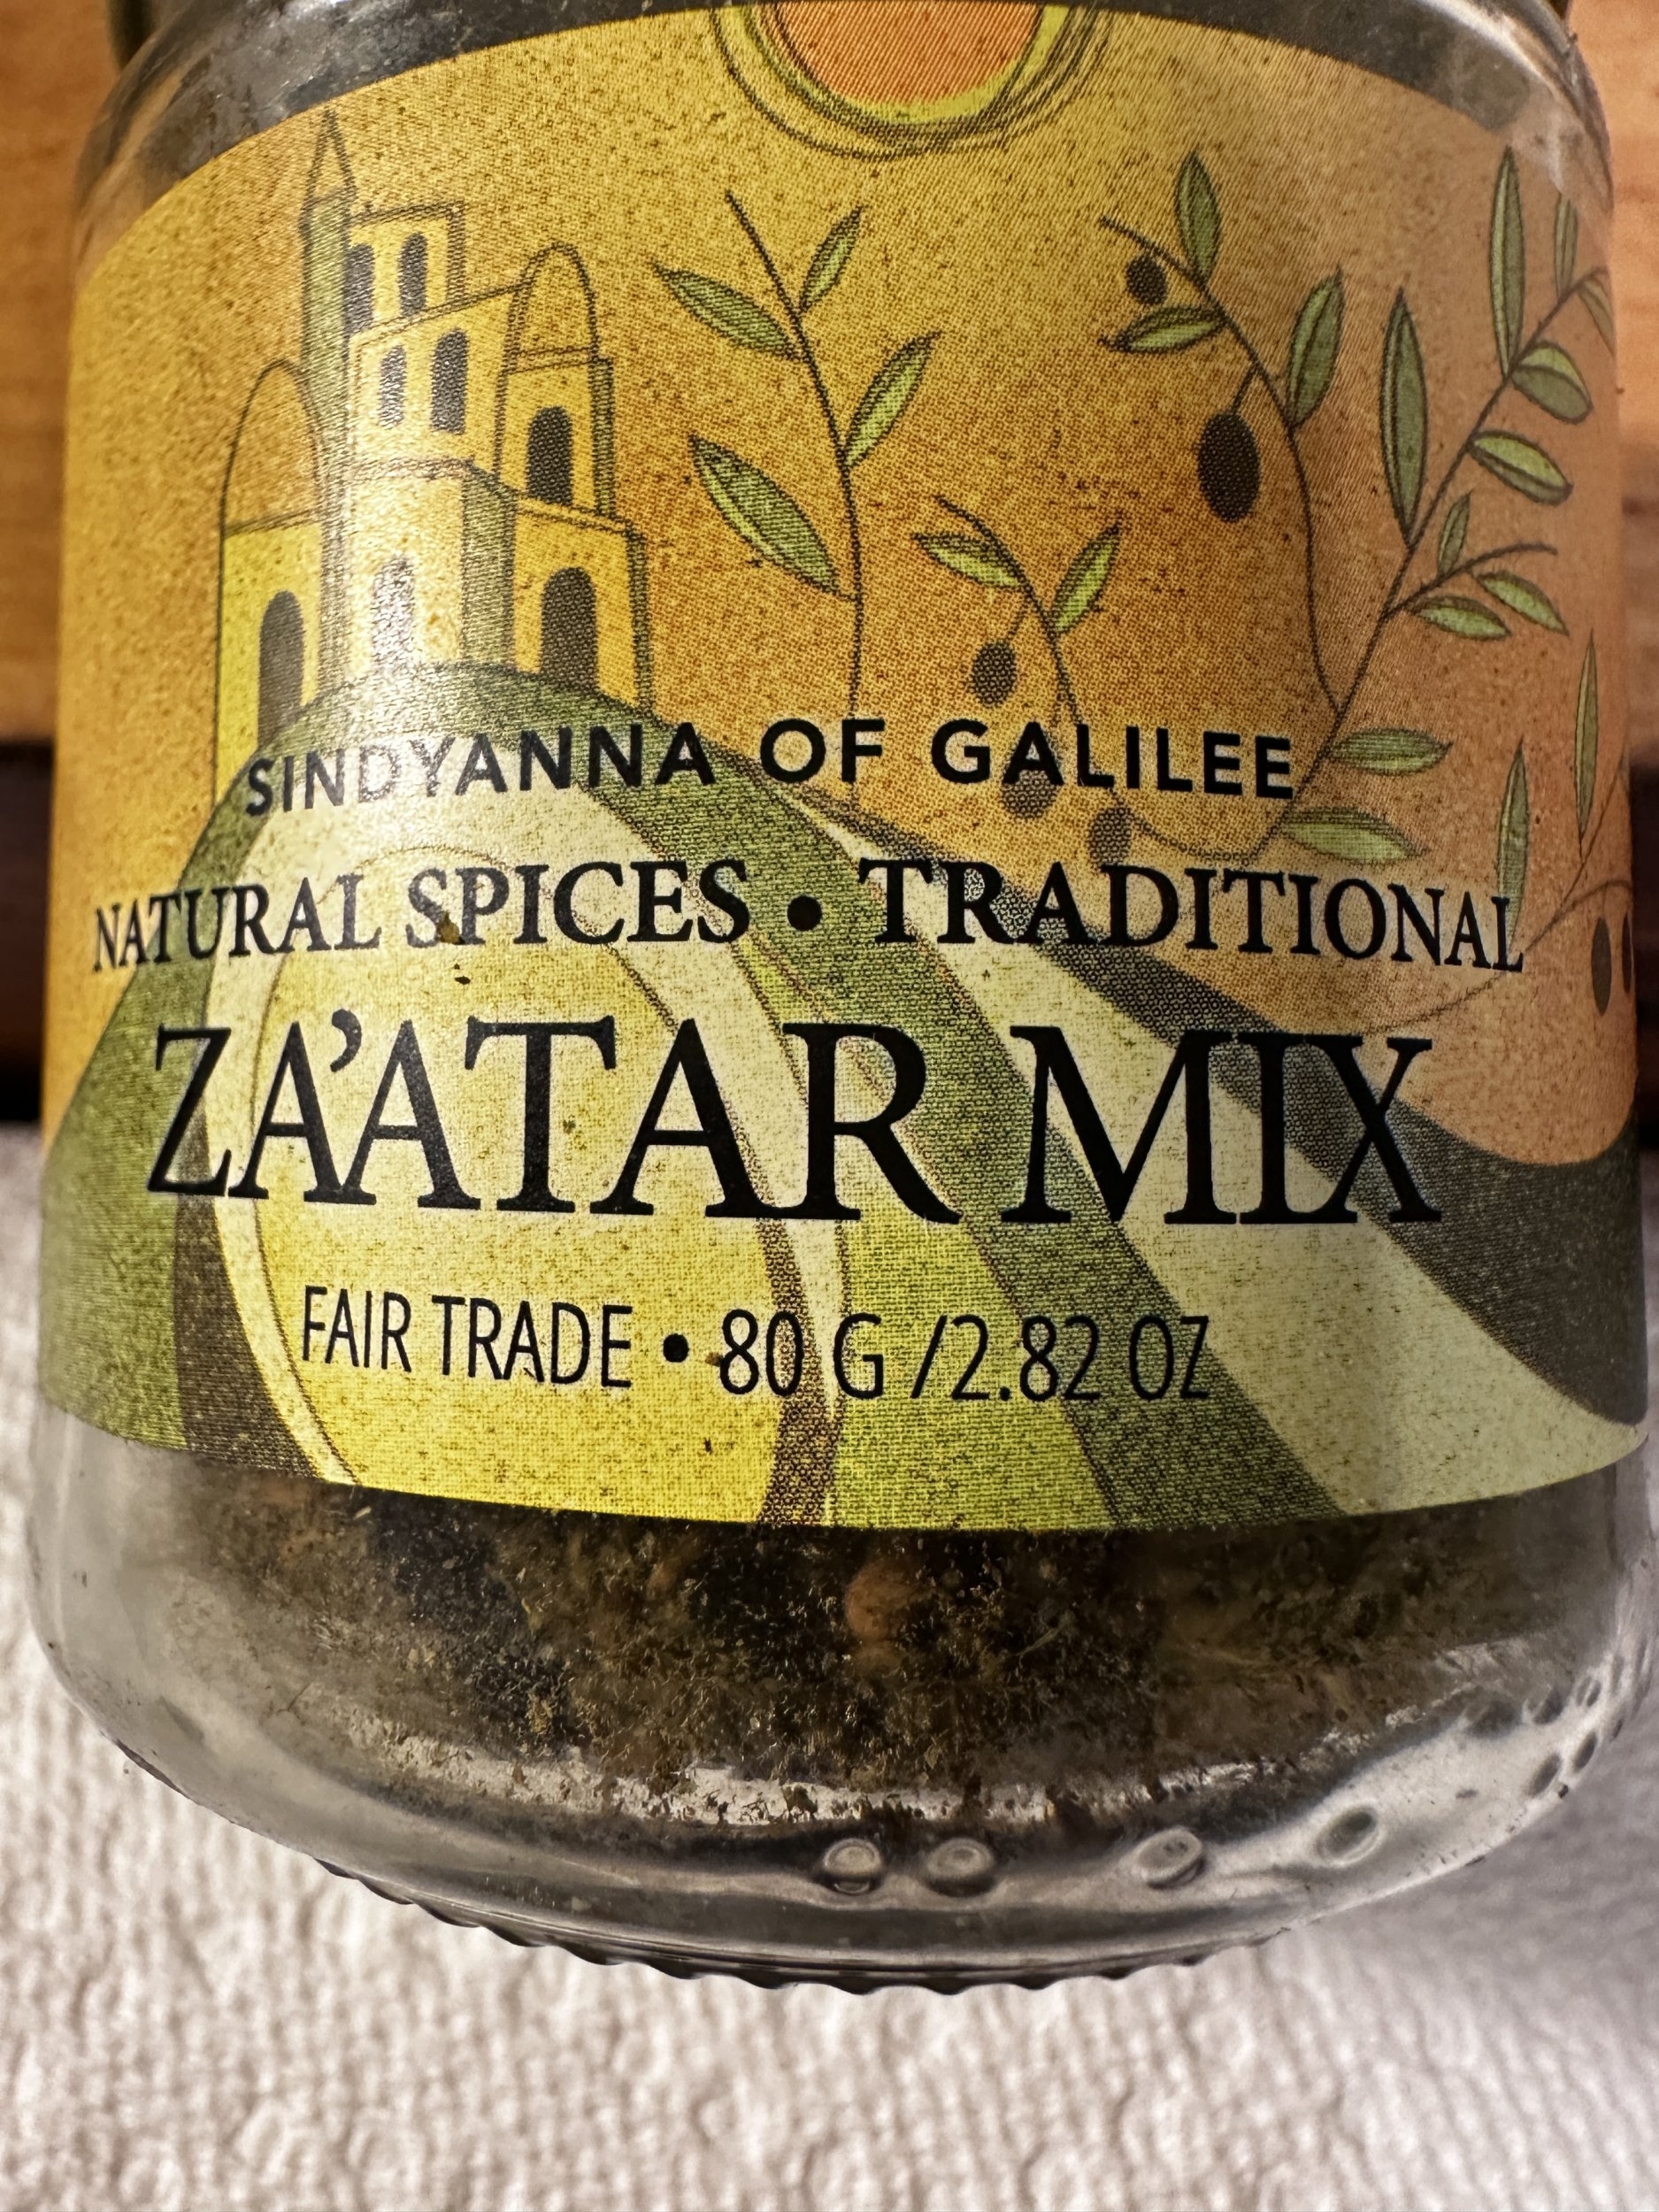 SINDYANNA OF GALILEE
NATURAL SPICES • TRADITIONAL
ZA'ATAR MIX
FAIR TRADE • 80 G /2.82 OZ